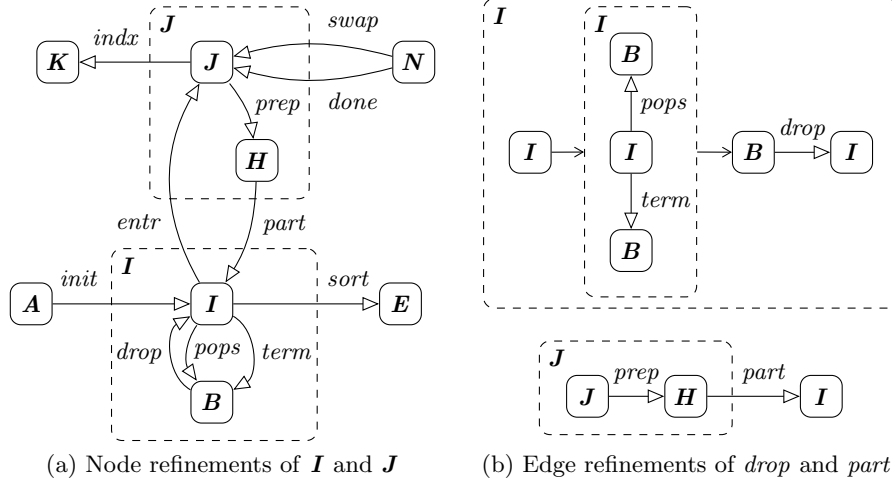 J
swap
indx
K
J
N
prep
done
H
entr
part
I
init
sort
A
I
E
drop
pops
term
B
(a) Node refinements of I and J
I
I
B
pops
drop
I
I
B
I
term
B
J
prep
part
J
H
I
(b) Edge refinements of drop and part